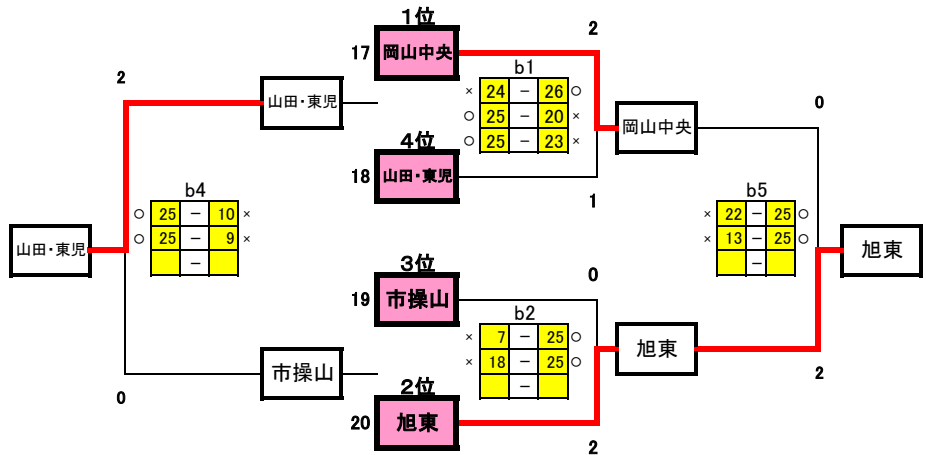 1位
17 岡山中央
2
b1
× 24 － 26 ○
○ 25 － 20 ×
○ 25 － 23 ×
4位
18 山田・東児
1
岡山中央
0
2
山田・東児
b4
○ 25 － 10 ×
○ 25 － 9 ×
－
山田・東児
0
市操山
b5
× 22 － 25 ○
× 13 － 25 ○
－
旭東
3位
19 市操山
0
b2
× 7 － 25 ○
× 18 － 25 ○
－
旭東
2
2位
20 旭東
2